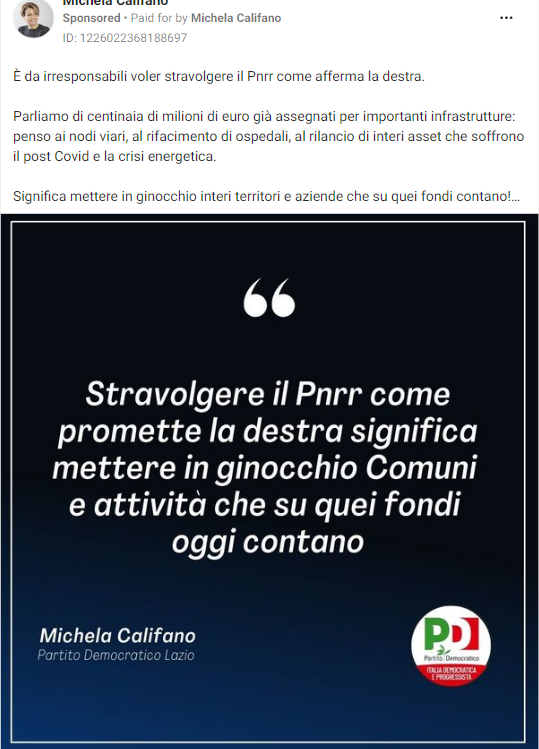 Michela Califano
Sponsored • Paid for by Michela Califano
ID: 1226022368188697
È da irresponsabili voler stravolgere il Pnrr come afferma la destra.
Parliamo di centinaia di milioni di euro già assegnati per importanti infrastrutture:
penso ai nodi viari, al rifacimento di ospedali, al rilancio di interi asset che soffrono
il post Covid e la crisi energetica.
Significa mettere in ginocchio interi territori e aziende che su quei fondi contano!...
Stravolgere il Pnrr come
promette la destra significa
mettere in ginocchio Comuni
e attività che su quei fondi
oggi contano
Michela Califano
Partito Democratico Lazio
PD
Partito Democratico
ITALIA DEMOCRATICA
E PROGRESSISTA